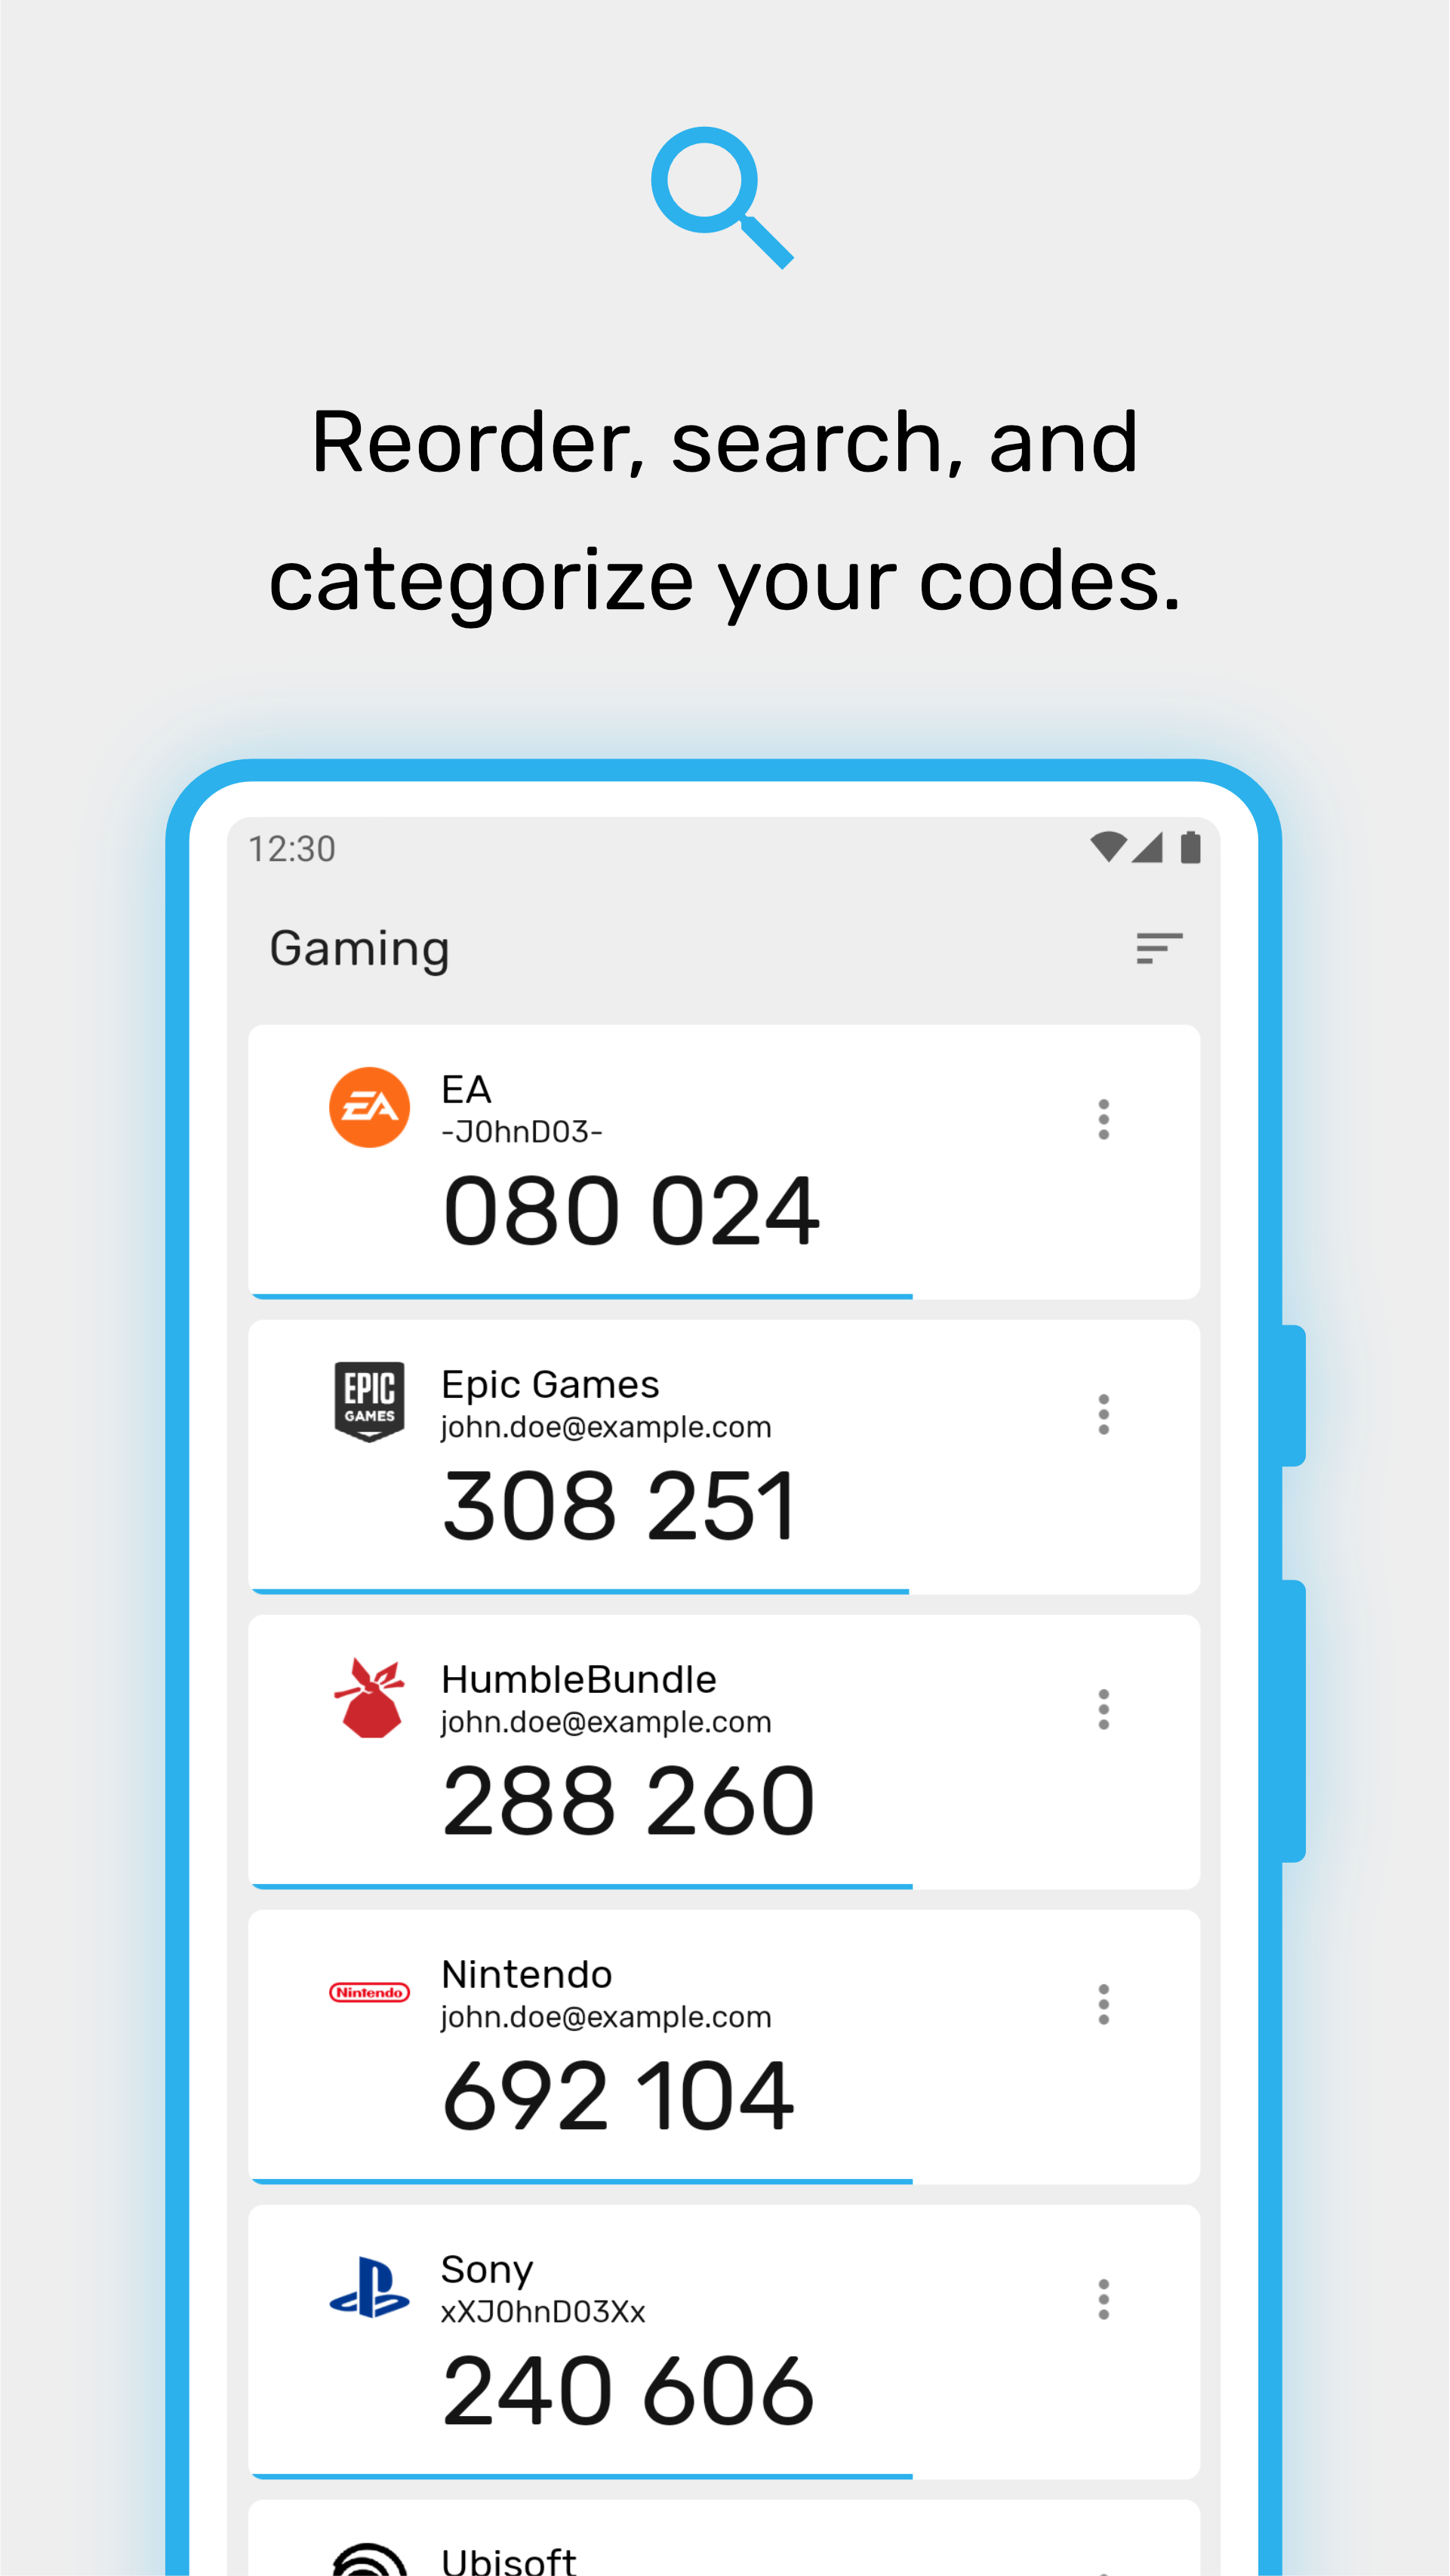 Reorder, search, and
categorize your codes.
12:30
Gaming
EA
EA
-J0hnD03-
080 024
EPIC
GAMES
Epic Games
john.doe@example.com
308 251
HumbleBundle
john.doe@example.com
288 260
Nintendo
Nintendo
john.doe@example.com
692 104
Sony
xXJ0hnD03Xx
240 606
Ubisoft